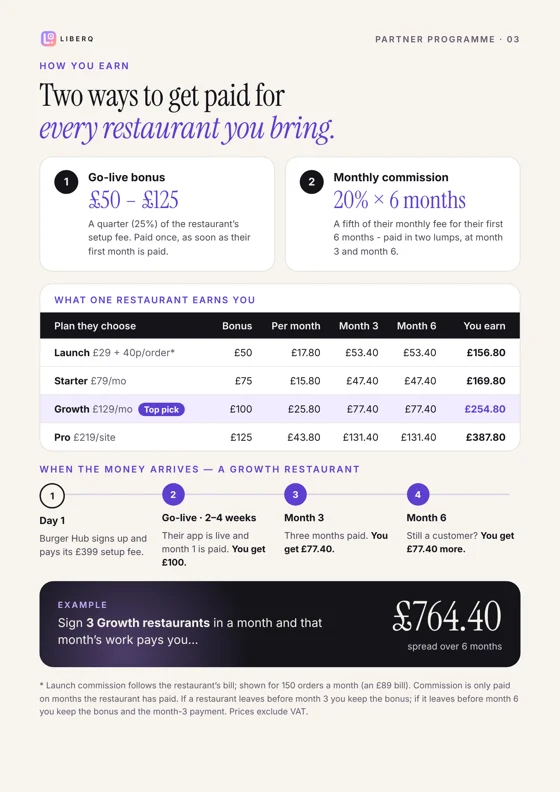 LIBERQ
PARTNER PROGRAMME · 03
HOW YOU EARN
Two ways to get paid for
every restaurant you bring.
1
Go-live bonus
£50 – £125
A quarter (25%) of the restaurant's
setup fee. Paid once, as soon as their
first month is paid.
2
Monthly commission
20% × 6 months
A fifth of their monthly fee for their first
6 months - paid in two lumps, at month
3 and month 6.
WHAT ONE RESTAURANT EARNS YOU
Plan they choose Bonus Per month Month 3 Month 6 You earn
Launch £29 + 40p/order* £50 £17.80 £53.40 £53.40 £156.80
Starter £79/mo £75 £15.80 £47.40 £47.40 £169.80
Growth £129/mo Top pick £100 £25.80 £77.40 £77.40 £254.80
Pro £219/site £125 £43.80 £131.40 £131.40 £387.80
WHEN THE MONEY ARRIVES — A GROWTH RESTAURANT
1
Day 1
Burger Hub signs up and
pays its £399 setup fee.
2
Go-live · 2–4 weeks
Their app is live and
month 1 is paid. You get
£100.
3
Month 3
Three months paid. You
get £77.40.
4
Month 6
Still a customer? You get
£77.40 more.
EXAMPLE
Sign 3 Growth restaurants in a month and that
month's work pays you...
£764.40
spread over 6 months
* Launch commission follows the restaurant's bill; shown for 150 orders a month (an £89 bill). Commission is only paid
on months the restaurant has paid. If a restaurant leaves before month 3 you keep the bonus; if it leaves before month 6
you keep the bonus and the month-3 payment. Prices exclude VAT.